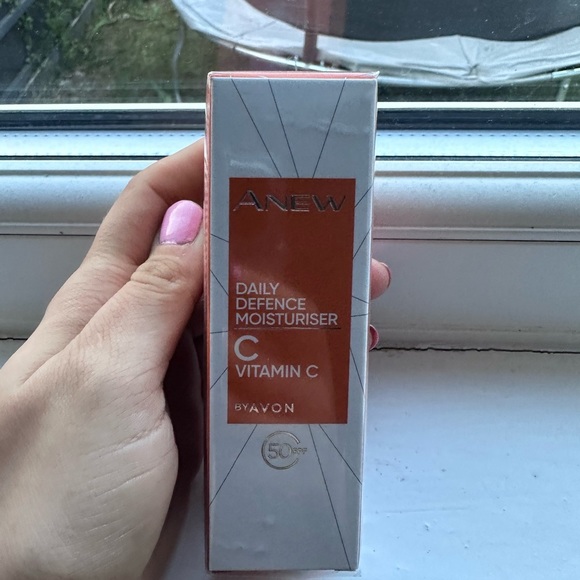 ANEW
DAILY
DEFENCE
MOISTURISER
C
VITAMIN C
BY AVON
50 SPF